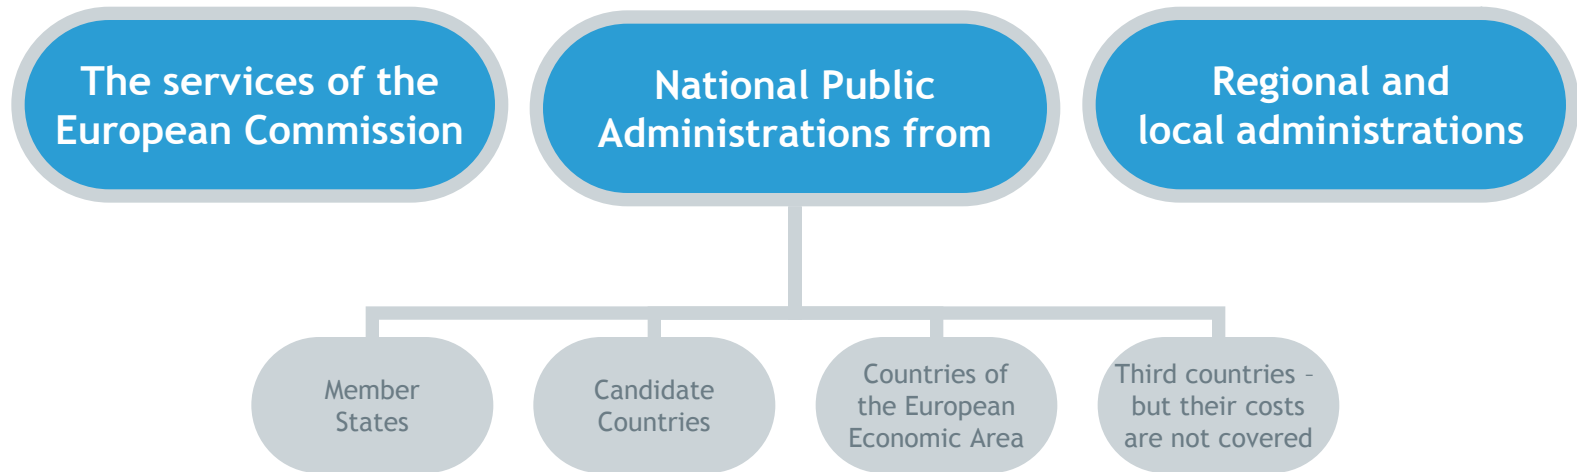 The services of the
European Commission
National Public
Administrations from
Regional and
local administrations
Member
States
Candidate
Countries
Countries of
the European
Economic Area
Third countries –
but their costs
are not covered